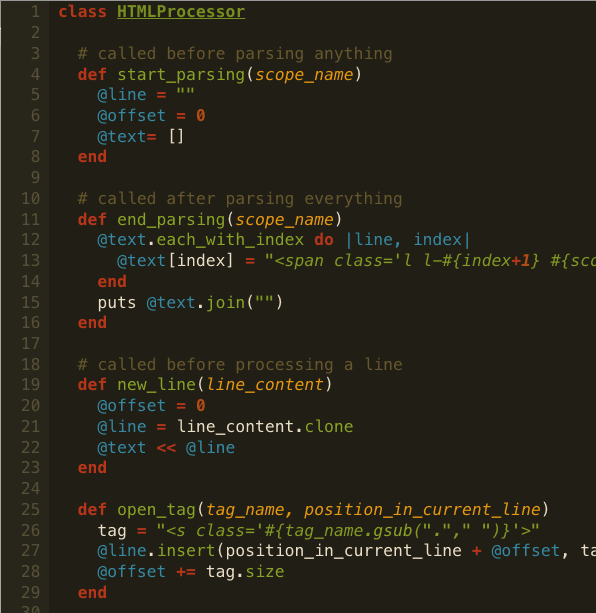 1 class HTMLProcessor
2
3 # called before parsing anything
4 def start_parsing(scope_name)
5 @line = ""
6 @offset = 0
7 @text= []
8 end
9
10 # called after parsing everything
11 def end_parsing(scope_name)
12 @text.each_with_index do |line, index|
13 @text[index] = "<span class='l l-#{index+1} #{sco
14 end
15 puts @text.join("")
16 end
17
18 # called before processing a line
19 def new_line(line_content)
20 @offset = 0
21 @line = line_content.clone
22 @text << @line
23 end
24
25 def open_tag(tag_name, position_in_current_line)
26 tag = "<s class='#{tag_name.gsub("."," ")}'>"
27 @line.insert(position_in_current_line + @offset, ta
28 @offset += tag.size
29 end
30